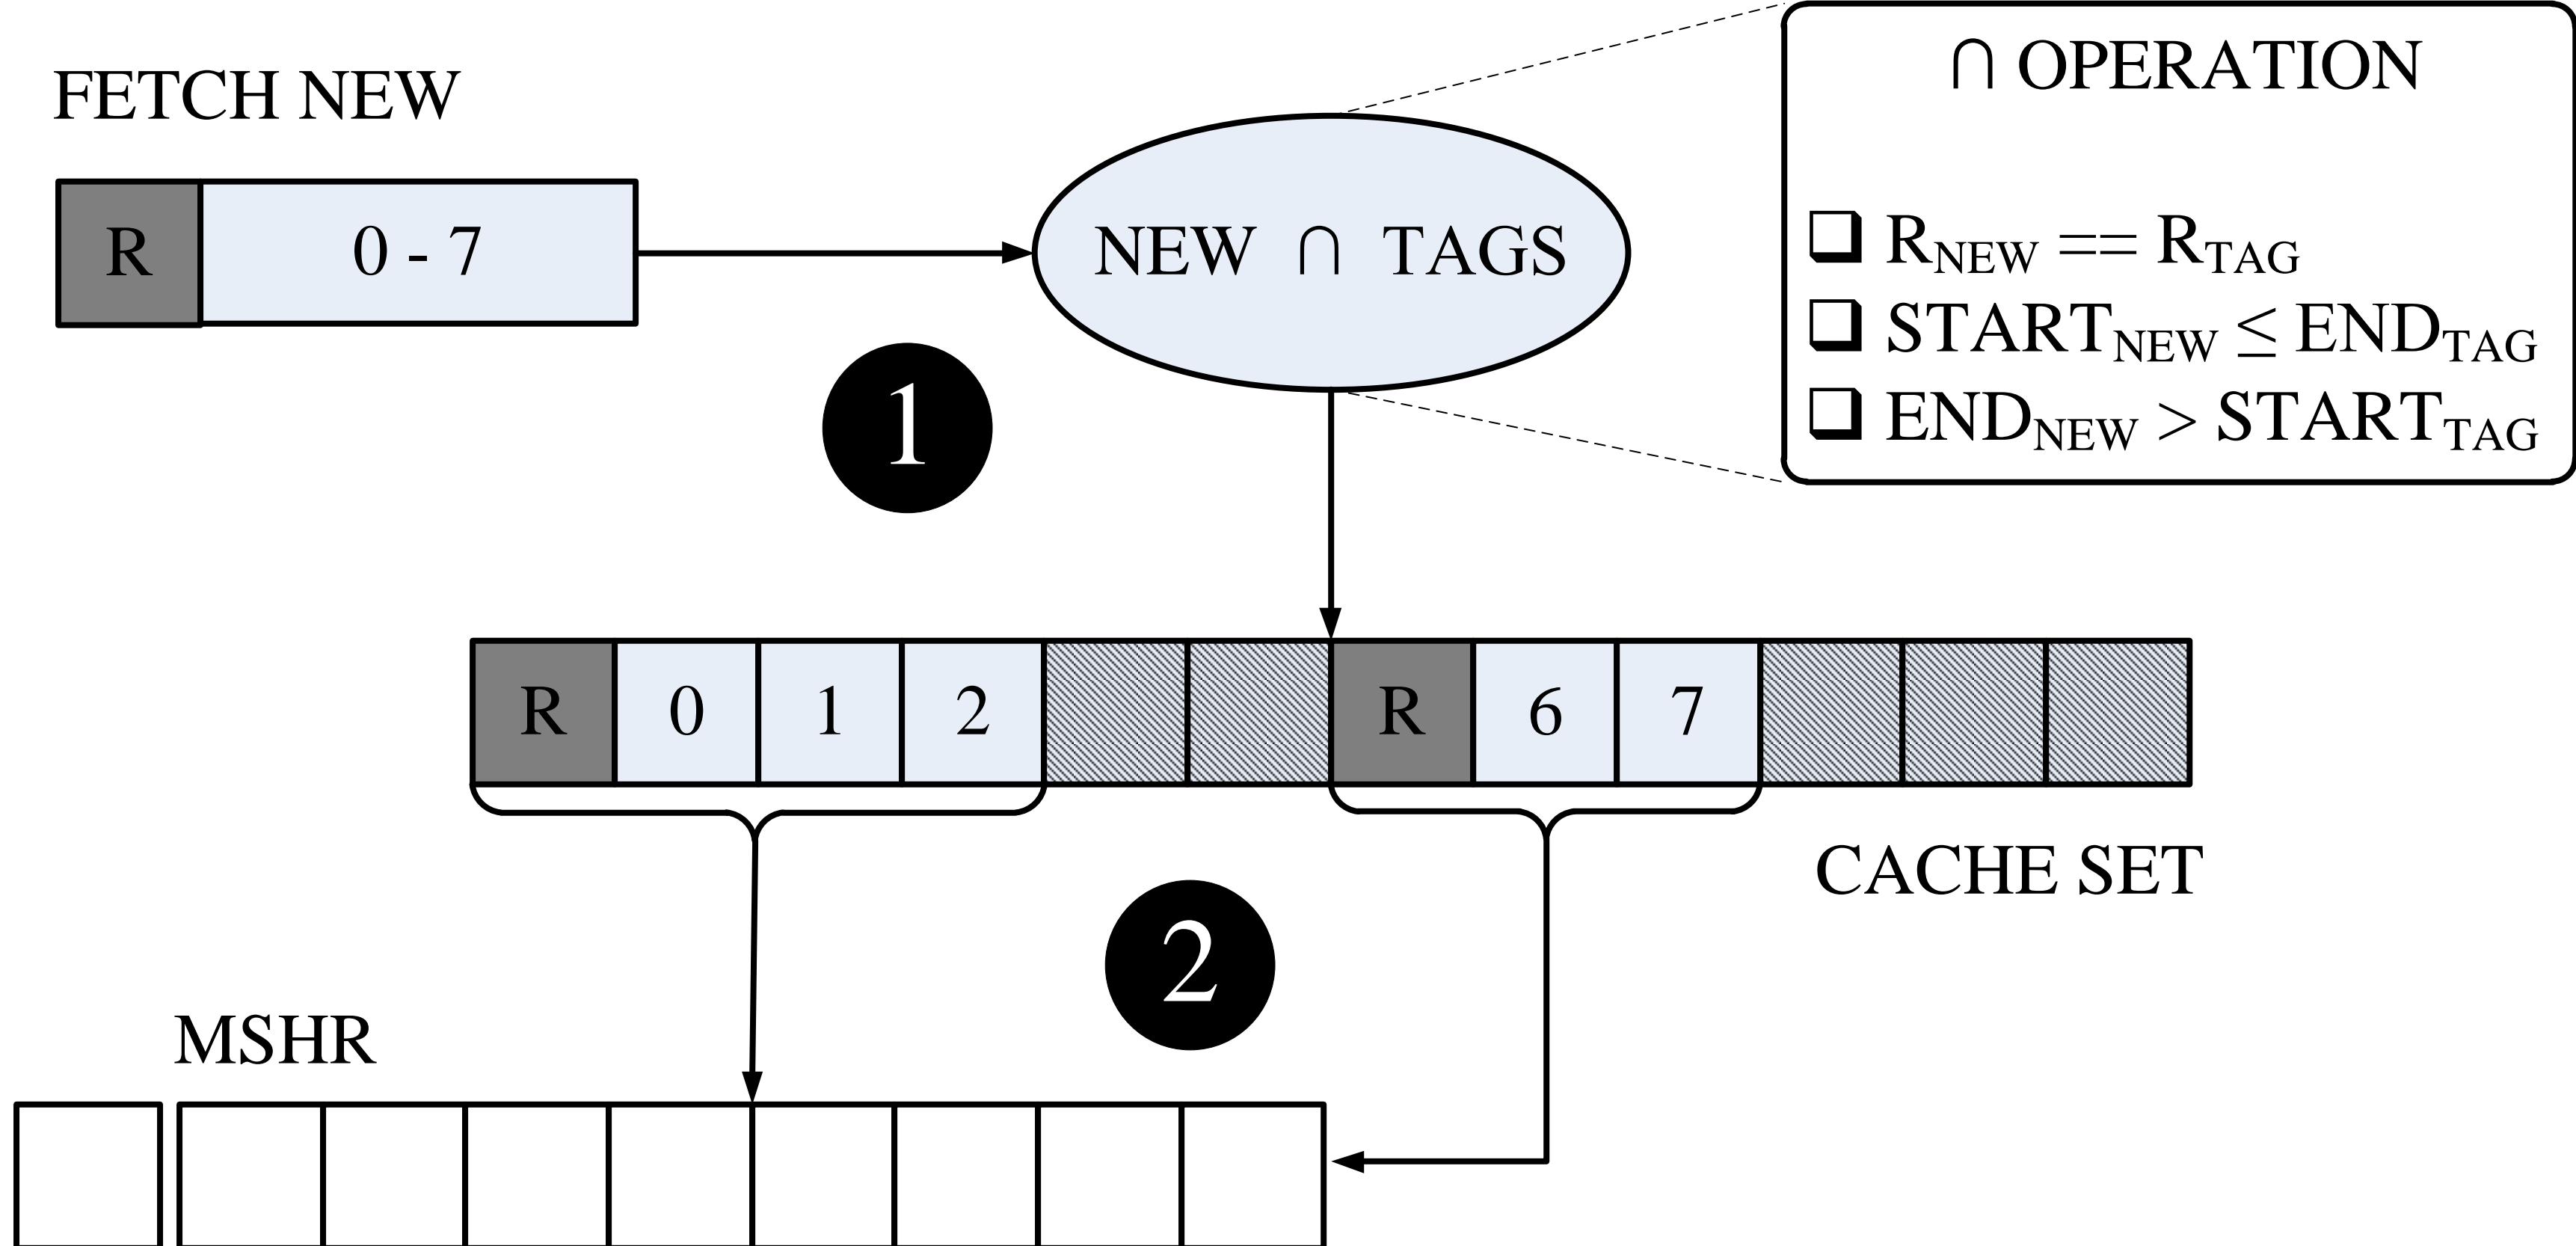 FETCH NEW
R 0 - 7
NEW ∩ TAGS
∩ OPERATION
❑ R_NEW == R_TAG
❑ START_NEW ≤ END_TAG
❑ END_NEW > START_TAG
1
R 0 1 2 R 6 7
CACHE SET
2
MSHR